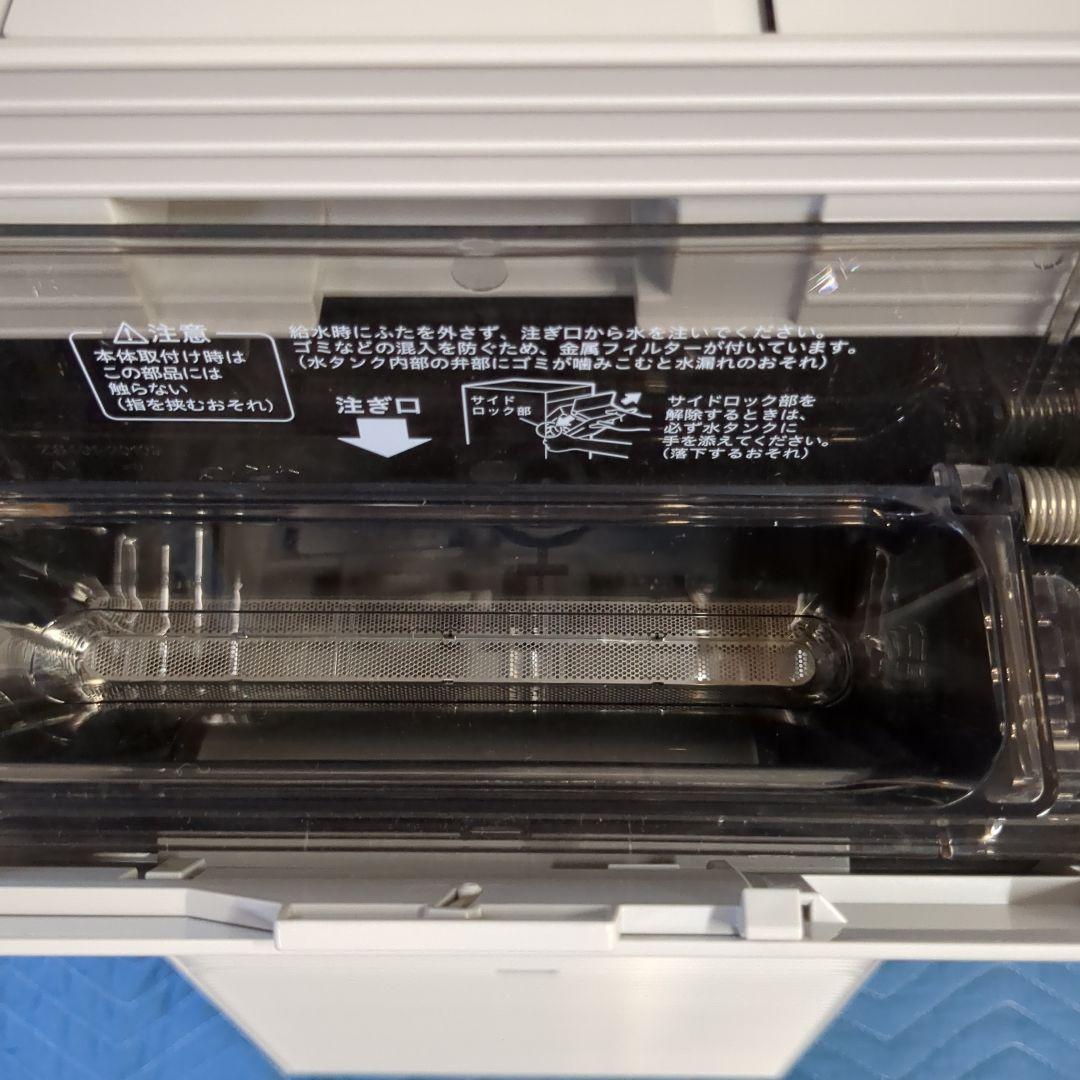 ⚠注意
本体取付け時は
この部品には
触らない
(指を挟むおそれ)
給水時にふたを外さず、注ぎ口から水を注いでください。
ゴミなどの混入を防ぐため、金属フィルターが付いています。
(水タンク内部の弁部にゴミが噛みこむと水漏れのおそれ)
注ぎ口
サイド
ロック部
サイドロック部を
解除するときは、
必ず水タンクに
手を添えてください。
(落下するおそれ)